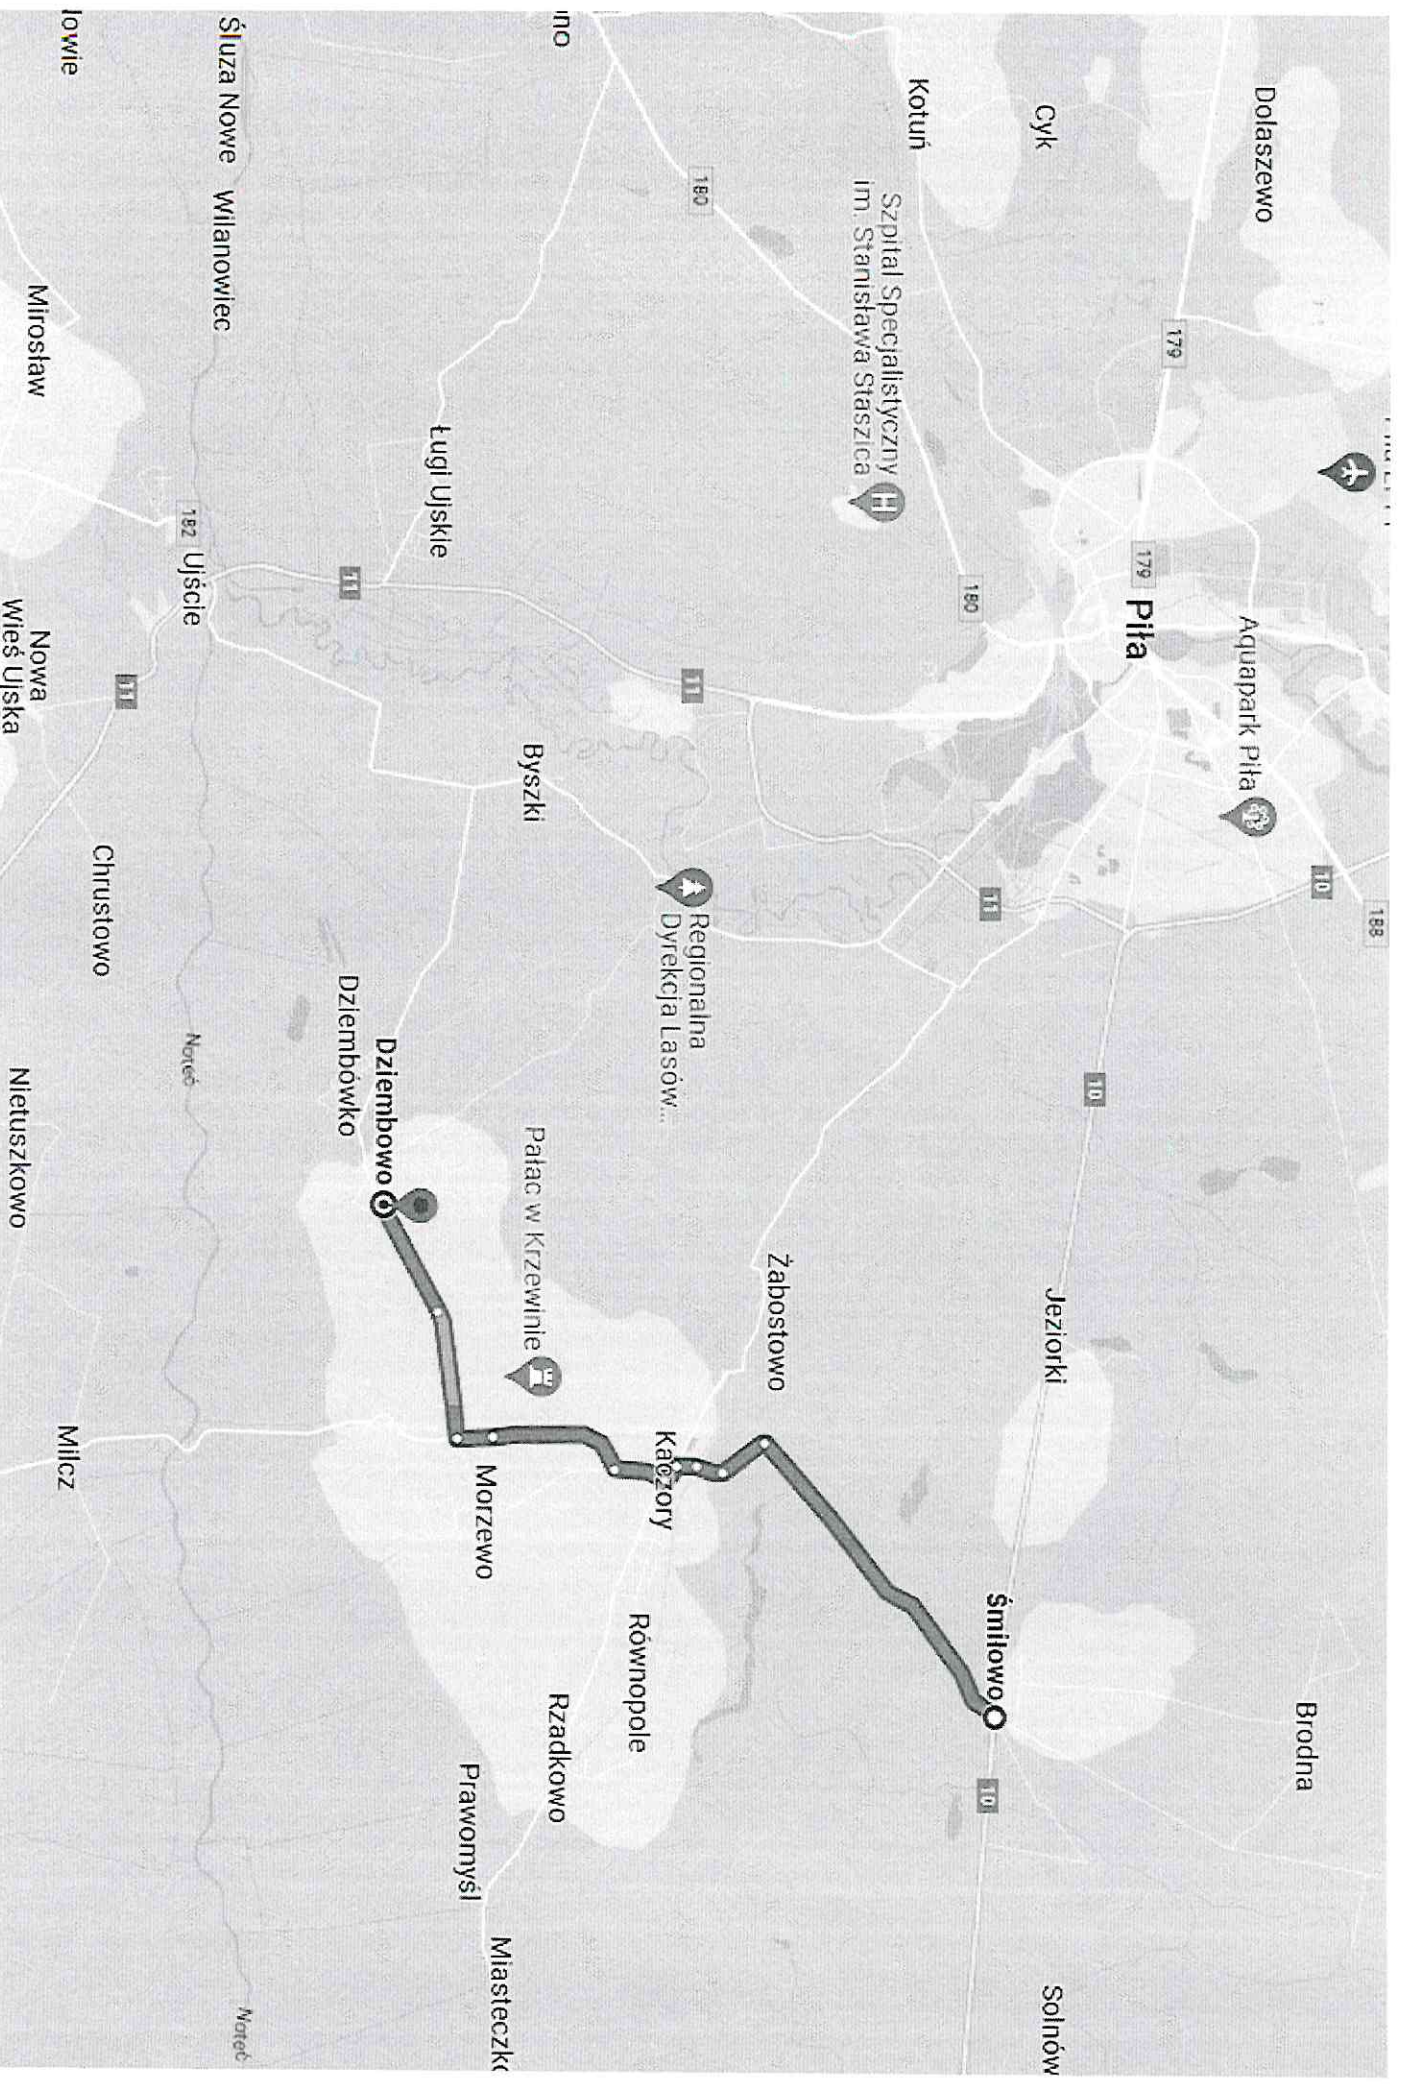 188
10
Brodna
Dolaszewo
Aquapark Piła
179
179
Piła
10
Cyk
Jeziorki
Solnów
Kotuń
180
11
Śmiłowo
10
Szpital Specjalistyczny
im. Stanisława Staszica
Żabostowo
180
11
Regionalna
Dyrekcja Lasów...
Kaczory
Równopole
Byszki
Pałac w Krzewinie
Rzadkowo
Morzewo
Prawomyśl
Miasteczk
Ługi Ujskie
Dziembowo
11
Dziembówko
Śluza Nowe
Wilanowiec
182
Ujście
Noteć
Noteć
11
Chrustowo
Milcz
Mirosław
Nowa
Wieś Ujska
Nietuszkowo